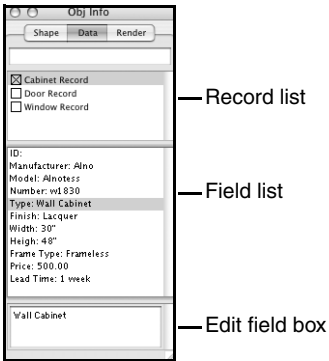 Obj Info
Shape Data Render
Cabinet Record
Door Record
Window Record
Record list
ID:
Manufacturer: Alno
Model: Alnotess
Number: w1830
Type: Wall Cabinet
Finish: Lacquer
Width: 30"
Heigh: 48"
Frame Type: Frameless
Price: 500.00
Lead Time: 1 week
Field list
Wall Cabinet
Edit field box